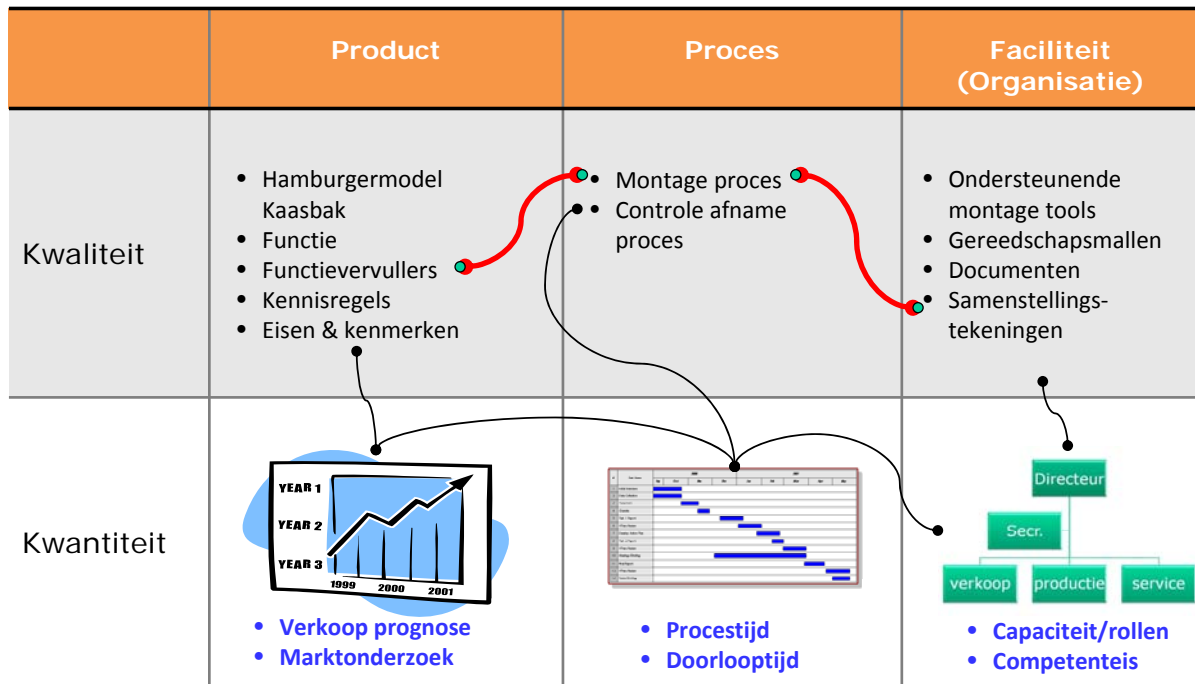 Product
Proces
Faciliteit
(Organisatie)
Kwaliteit
• Hamburgermodel
Kaasbak
• Functie
• Functievervullers
• Kennisregels
• Eisen & kenmerken
• Montage proces
• Controle afname
proces
• Ondersteunende
montage tools
• Gereedschapsmallen
• Documenten
• Samenstellings-
tekeningen
Kwantiteit
YEAR 1
YEAR 2
YEAR 3
1999
2000
2001
• Verkoop prognose
• Marktonderzoek
• Procestijd
• Doorlooptijd
Directeur
Secr.
verkoop
productie
service
• Capaciteit/rollen
• Competenteis